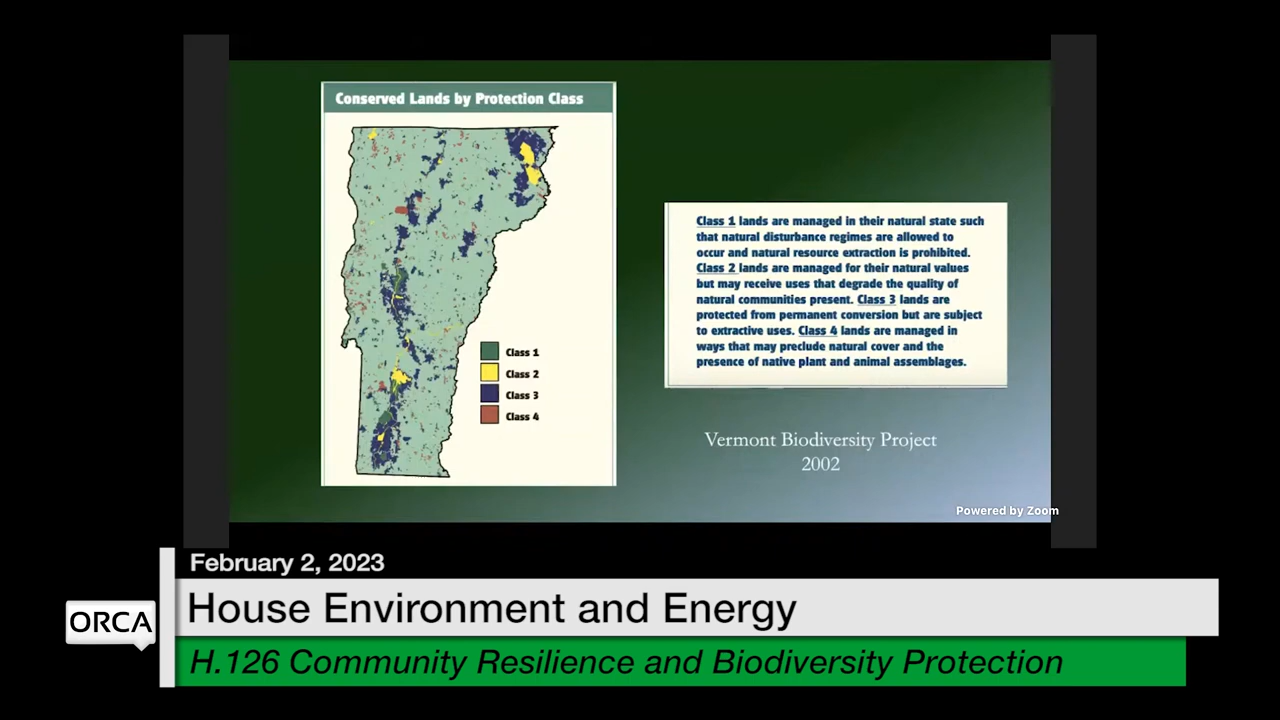 Conserved Lands by Protection Class
Class 1
Class 2
Class 3
Class 4
Class 1 lands are managed in their natural state such
that natural disturbance regimes are allowed to
occur and natural resource extraction is prohibited.
Class 2 lands are managed for their natural values
but may receive uses that degrade the quality of
natural communities present. Class 3 lands are
protected from permanent conversion but are subject
to extractive uses. Class 4 lands are managed in
ways that may preclude natural cover and the
presence of native plant and animal assemblages.
Vermont Biodiversity Project
2002
Powered by Zoom
February 2, 2023
House Environment and Energy
ORCA
H.126 Community Resilience and Biodiversity Protection